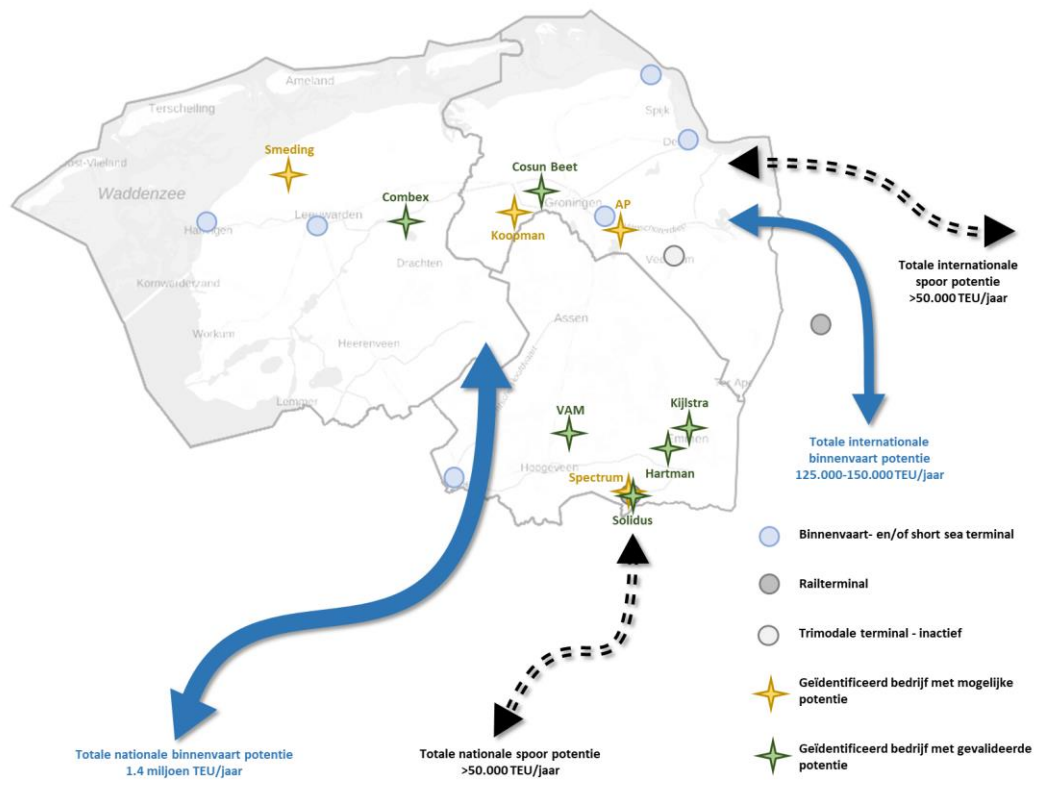 Ameland
Terschelling
Spijk
Smeding
Waddenzee
Cosun Beet
Combex
Groningen
AP
Leeuwarden
Koopman
Drachten
Totale internationale
spoor potentie
>50.000 TEU/jaar
Kornwerderzand
Assen
Workum
Heerenveen
Ter Apel
Lemmer
VAM
Kijlstra
Emmen
Totale internationale
binnenvaart potentie
125.000-150.000 TEU/jaar
Hoogeveen
Spectrum
Hartman
Solidus
Binnenvaart- en/of short sea terminal
Railterminal
Trimodale terminal - inactief
Geïdentificeerd bedrijf met mogelijke
potentie
Totale nationale binnenvaart potentie
1.4 miljoen TEU/jaar
Totale nationale spoor potentie
>50.000 TEU/jaar
Geïdentificeerd bedrijf met gevalideerde
potentie